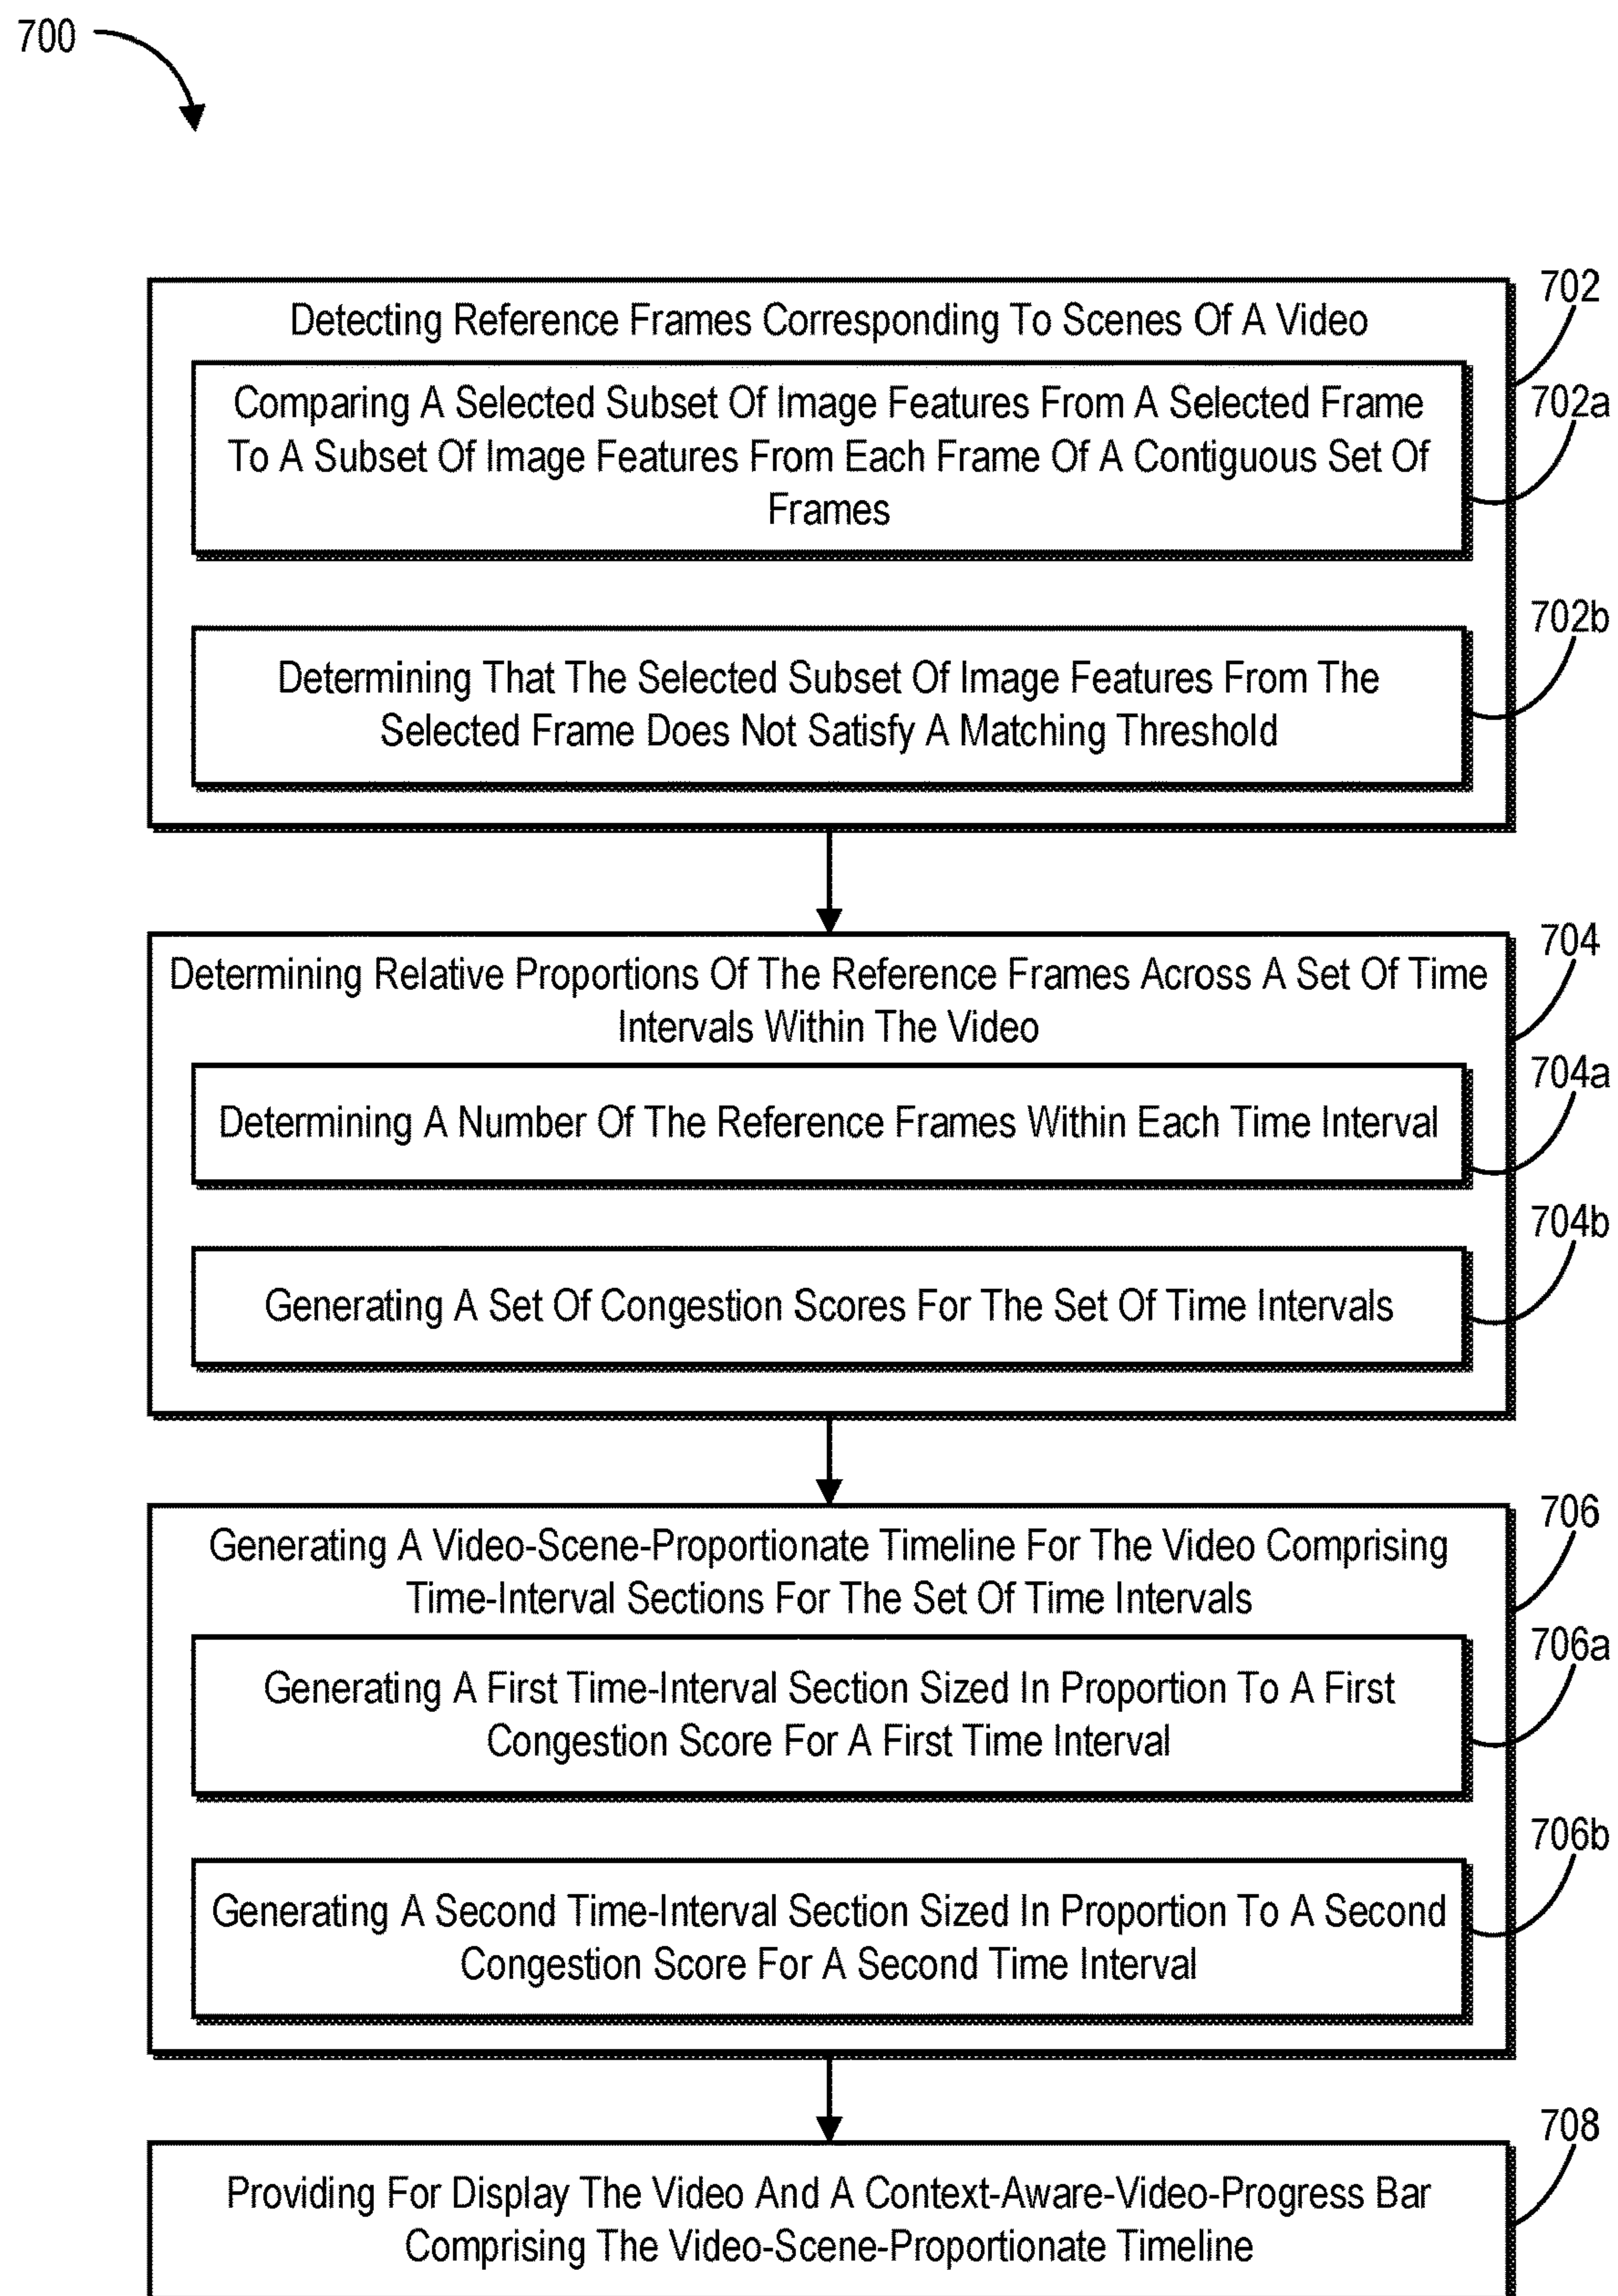 700
702
Detecting Reference Frames Corresponding To Scenes Of A Video
702a
Comparing A Selected Subset Of Image Features From A Selected Frame
To A Subset Of Image Features From Each Frame Of A Contiguous Set Of
Frames
702b
Determining That The Selected Subset Of Image Features From The
Selected Frame Does Not Satisfy A Matching Threshold
704
Determining Relative Proportions Of The Reference Frames Across A Set Of Time
Intervals Within The Video
704a
Determining A Number Of The Reference Frames Within Each Time Interval
704b
Generating A Set Of Congestion Scores For The Set Of Time Intervals
706
Generating A Video-Scene-Proportionate Timeline For The Video Comprising
Time-Interval Sections For The Set Of Time Intervals
706a
Generating A First Time-Interval Section Sized In Proportion To A First
Congestion Score For A First Time Interval
706b
Generating A Second Time-Interval Section Sized In Proportion To A Second
Congestion Score For A Second Time Interval
708
Providing For Display The Video And A Context-Aware-Video-Progress Bar
Comprising The Video-Scene-Proportionate Timeline